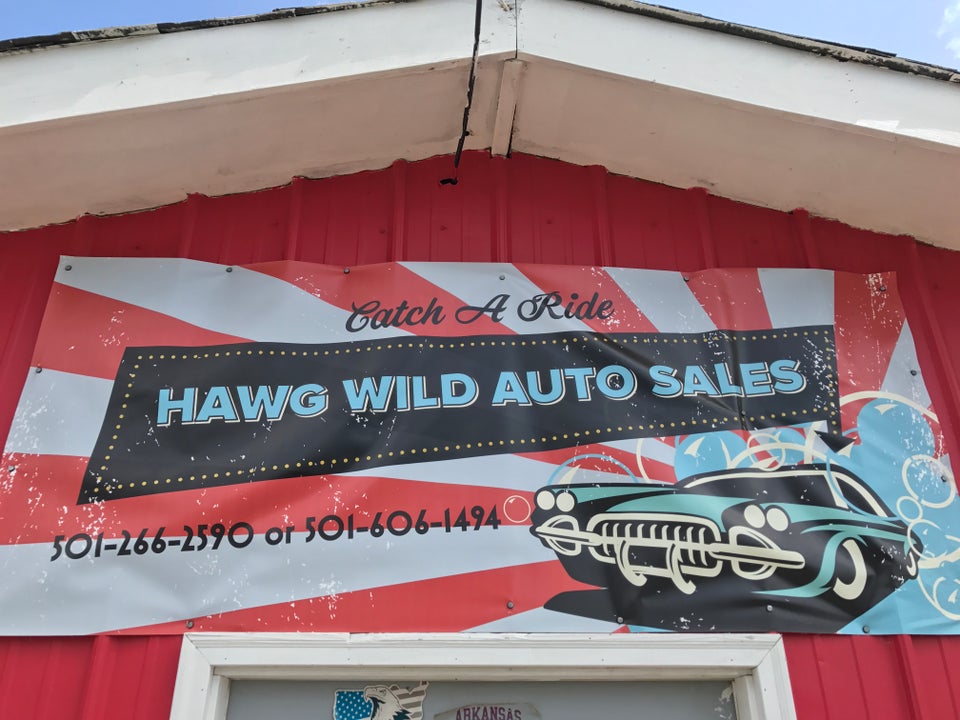 Catch A Ride
HAWG WILD AUTO SALES
501-266-2590 or 501-606-1494
ARKANSAS